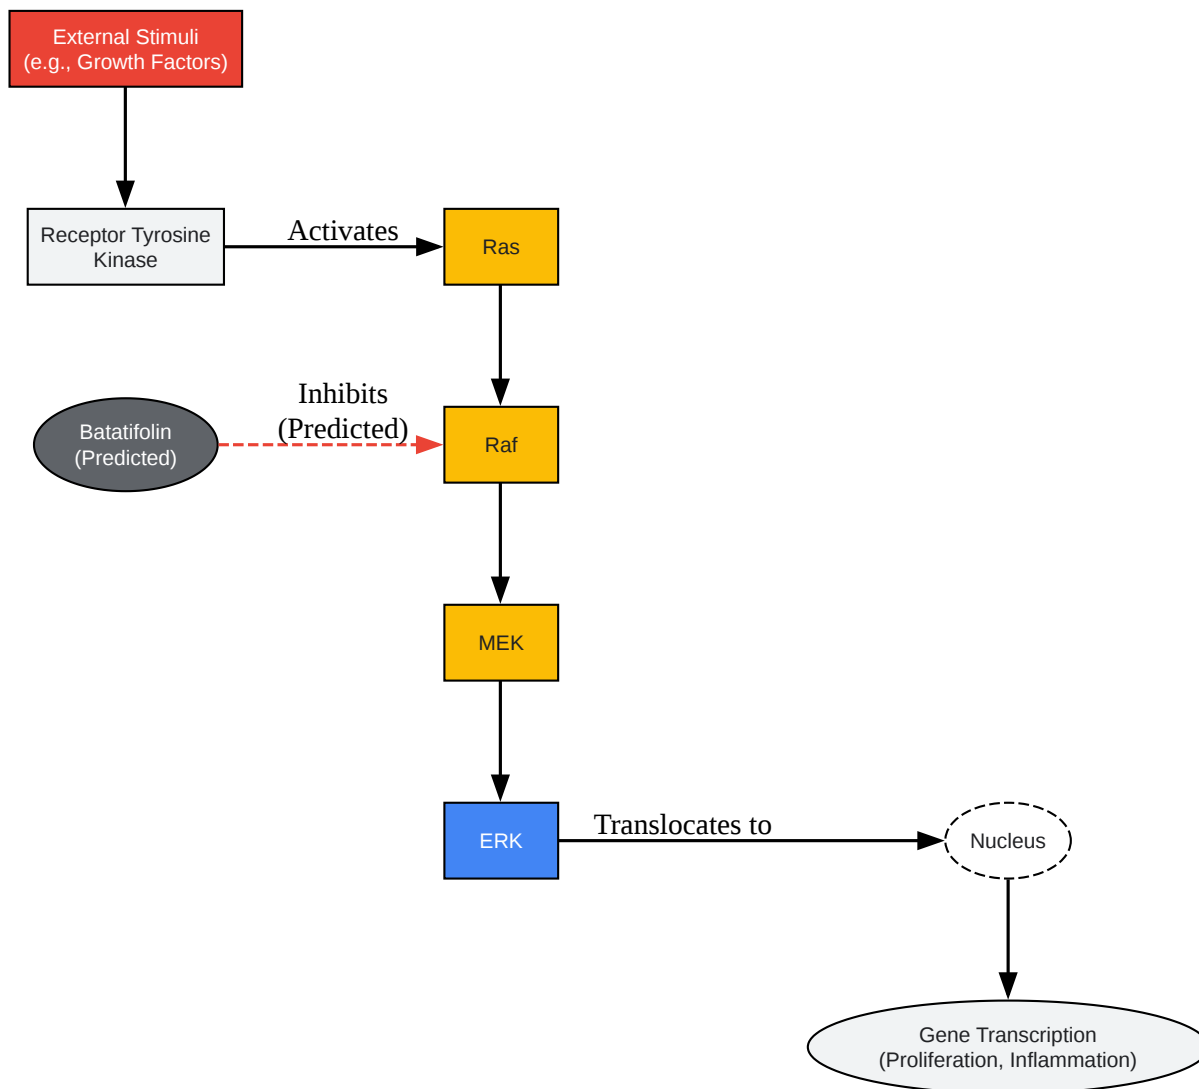 External Stimuli
(e.g., Growth Factors)
Receptor Tyrosine
Kinase
Activates
Ras
Inhibits
(Predicted)
Batatifolin
(Predicted)
Raf
MEK
ERK
Translocates to
Nucleus
Gene Transcription
(Proliferation, Inflammation)